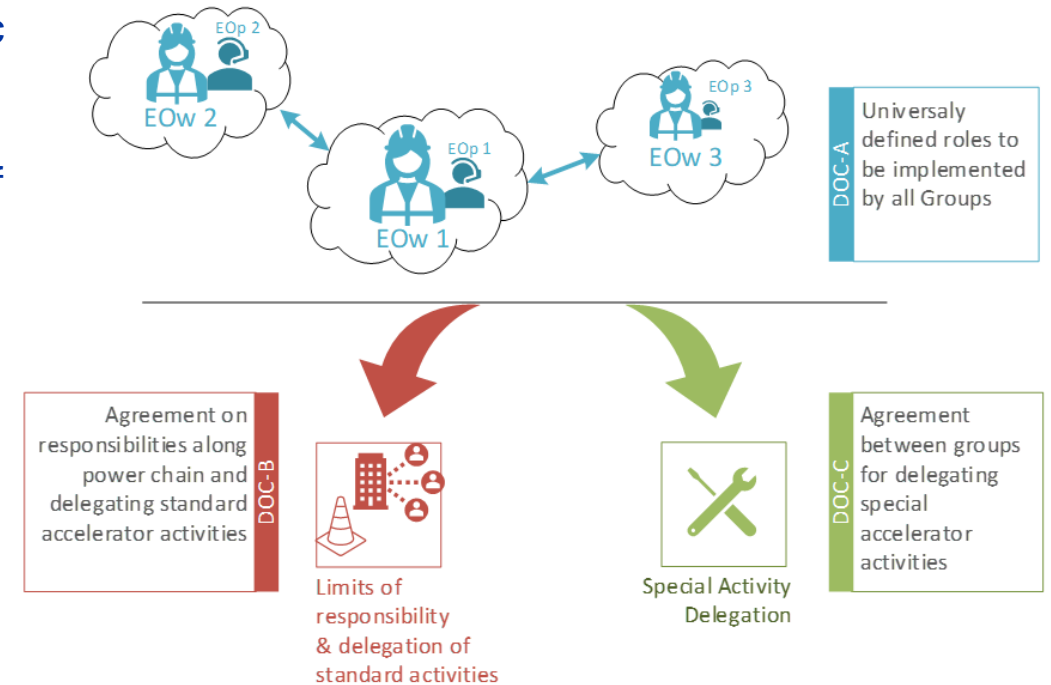 EOp 2
EOw 2
EOp 1
EOw 1
EOp 3
EOw 3
DOC-A
Universaly
defined roles to
be implemented
by all Groups
Agreement on
responsibilities along
power chain and
delegating standard
accelerator activities
DOC-B
Limits of
responsibility
& delegation of
standard activities
Special Activity
Delegation
DOC-C
Agreement
between groups
for delegating
special
accelerator
activities